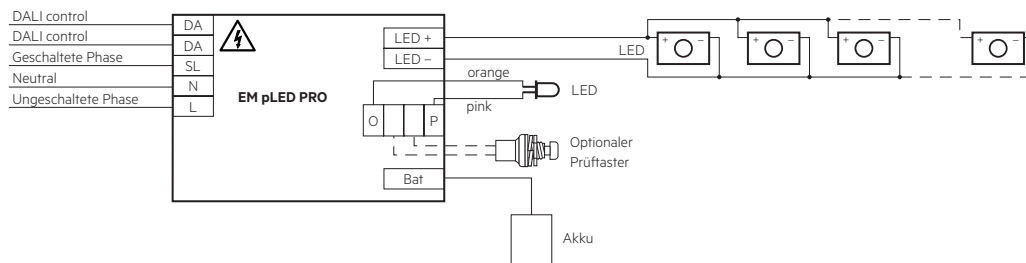 DALI control
DALI control
Geschaltete Phase
Neutral
Ungeschaltete Phase
DA
DA
SL
N
L
EM pLED PRO
LED +
LED –
O
P
Bat
orange
pink
LED
Optionaler
Prüftaster
Akku
LED
+ –
+ –
+ –
+ –